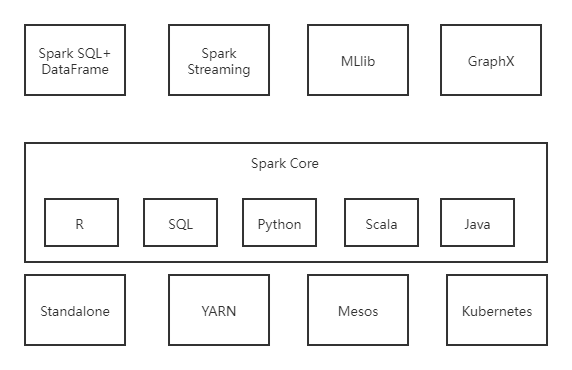 Spark SQL+
DataFrame
Spark
Streaming
MLlib
GraphX
Spark Core
R
SQL
Python
Scala
Java
Standalone
YARN
Mesos
Kubernetes